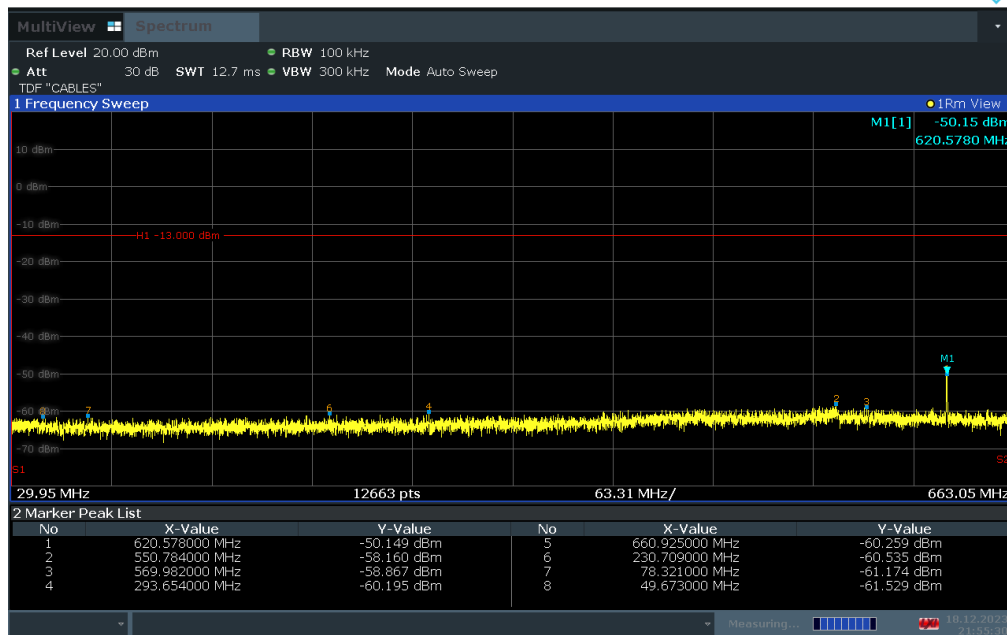 MultiView Spectrum
Ref Level 20.00 dBm RBW 100 kHz
Att 30 dB SWT 12.7 ms VBW 300 kHz Mode Auto Sweep
TDF "CABLES"
1 Frequency Sweep 1Rm View
M1[1] -50.15 dBm
620.5780 MHz
10 dBm
0 dBm
-10 dBm
H1 -13.000 dBm
-20 dBm
-30 dBm
-40 dBm
M1
-50 dBm
-60 dBm
8 7 6 4 2 3
-70 dBm
S1
29.95 MHz 12663 pts 63.31 MHz/ 663.05 MHz
2 Marker Peak List
No X-Value Y-Value No X-Value Y-Value
1 620.578000 MHz -50.149 dBm 5 660.925000 MHz -60.259 dBm
2 550.784000 MHz -58.160 dBm 6 230.709000 MHz -60.535 dBm
3 569.982000 MHz -58.867 dBm 7 78.321000 MHz -61.174 dBm
4 293.654000 MHz -60.195 dBm 8 49.673000 MHz -61.529 dBm
Measuring...